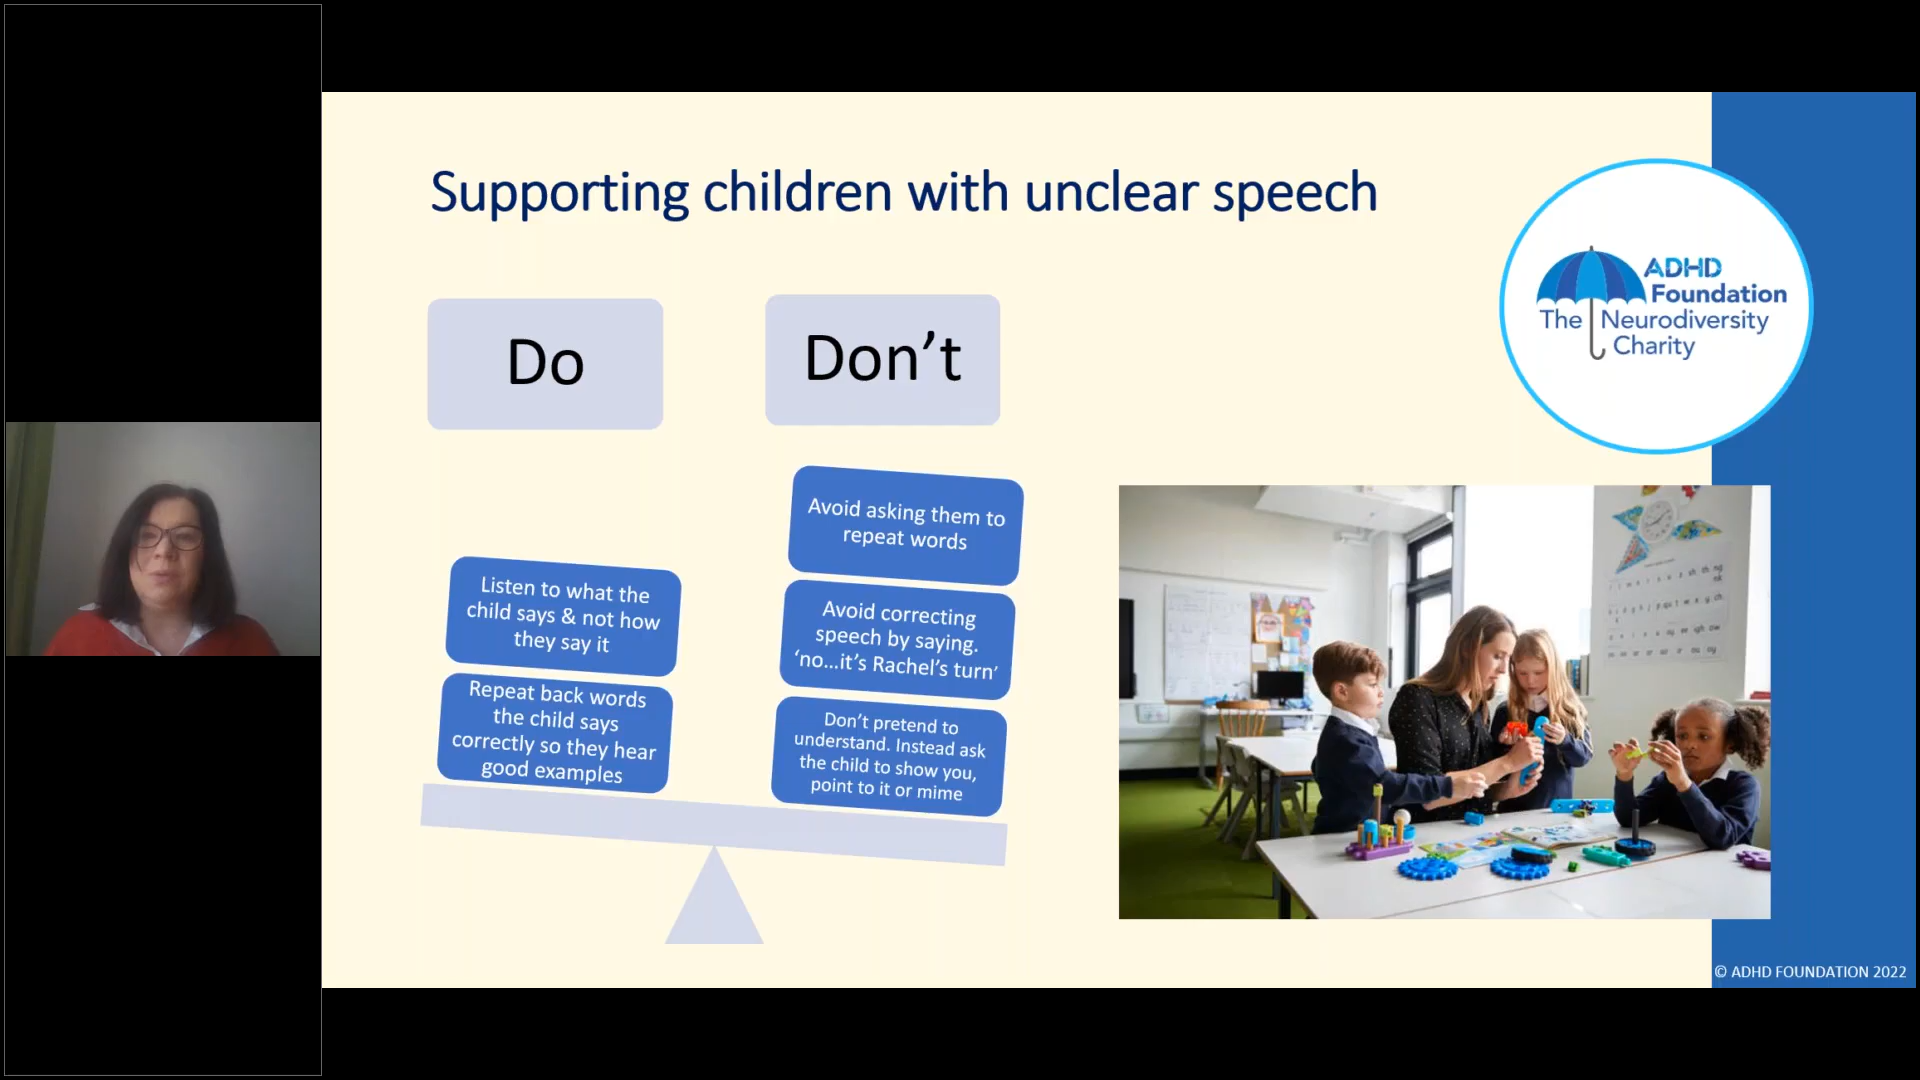 Supporting children with unclear speech
ADHD
Foundation
The Neurodiversity
Charity
Do
Don’t
Listen to what the
child says & not how
they say it
Repeat back words
the child says
correctly so they hear
good examples
Avoid asking them to
repeat words
Avoid correcting
speech by saying.
‘no...it’s Rachel’s turn’
Don’t pretend to
understand. Instead ask
the child to show you,
point to it or mime
© ADHD FOUNDATION 2022